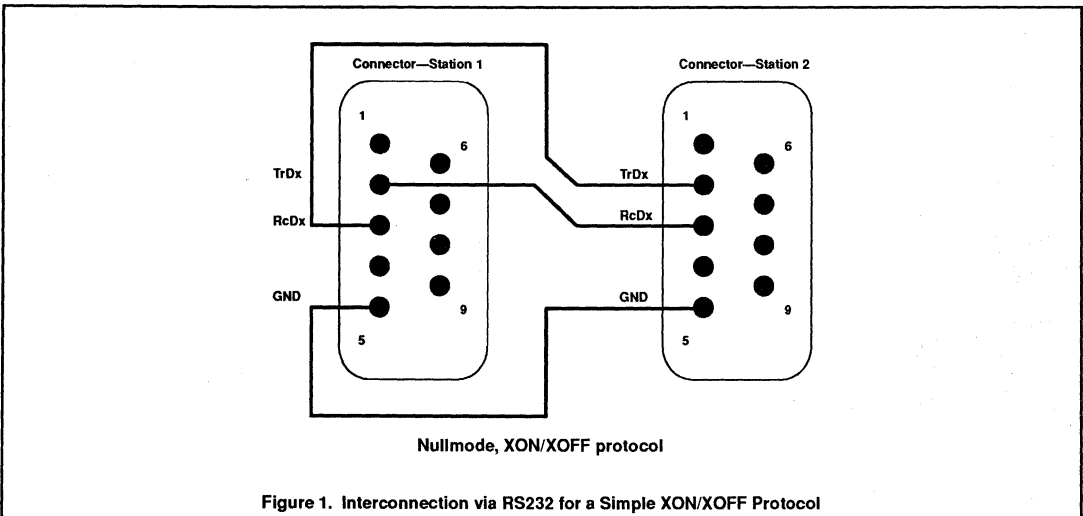 Connector—Station 1
Connector—Station 2
1
6
TrDx
RcDx
GND
9
5
1
6
TrDx
RcDx
GND
9
5
Nullmode, XON/XOFF protocol
Figure 1. Interconnection via RS232 for a Simple XON/XOFF Protocol